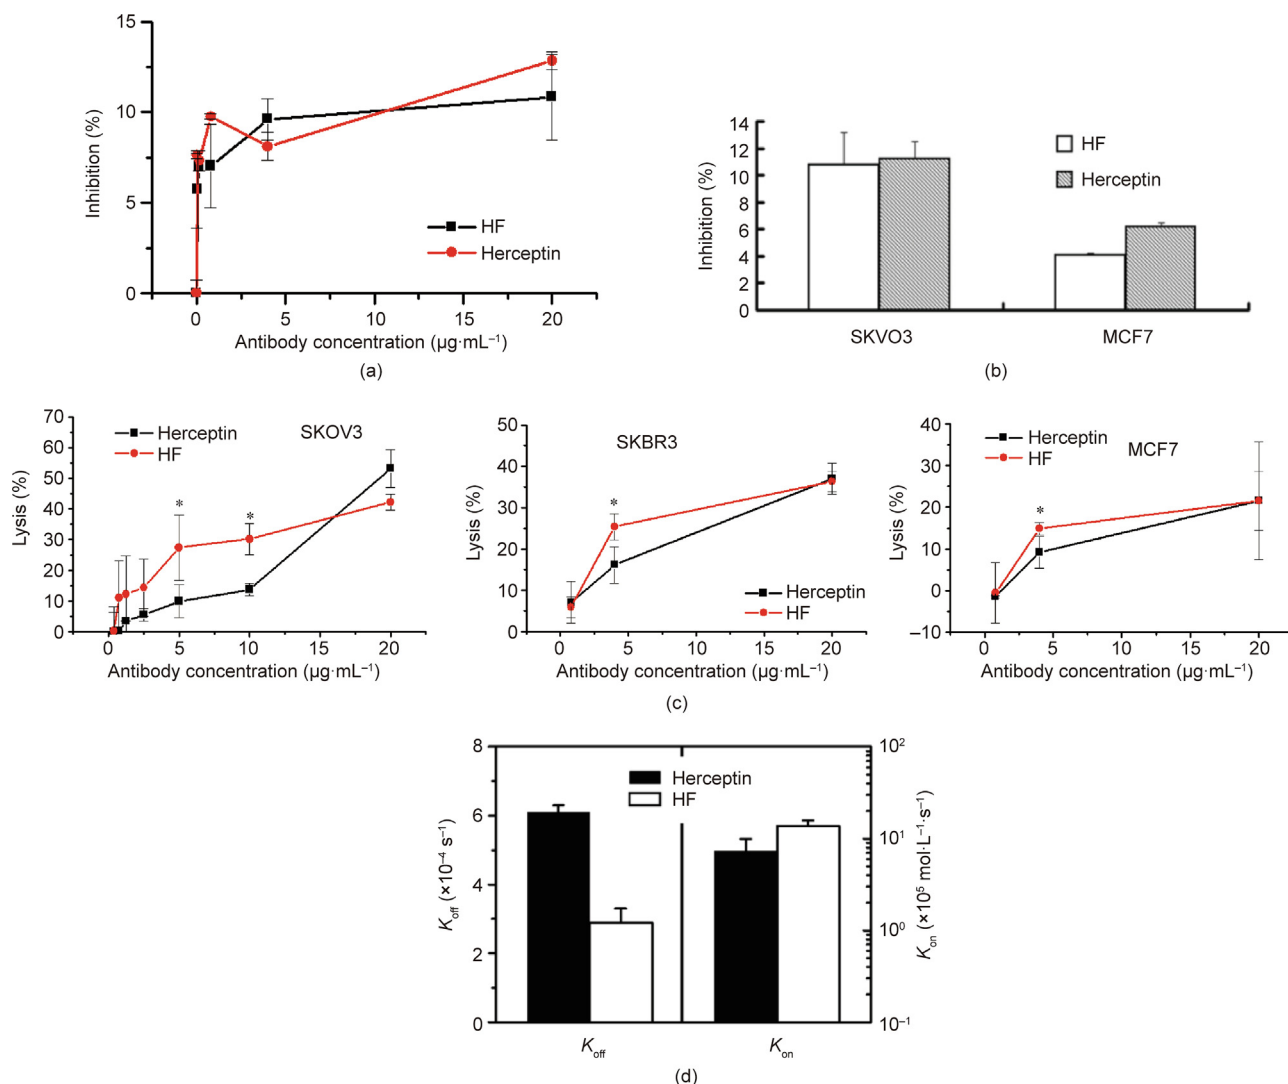 15
10
5
0
Inhibition (%)
HF
Herceptin
0 5 10 15 20
Antibody concentration (µg·mL⁻¹)
(a)
14
12
10
8
6
4
2
0
Inhibition (%)
HF
Herceptin
SKVO3 MCF7
(b)
70
60
50
40
30
20
10
0
Lysis (%)
Herceptin
HF
SKOV3
* *
0 5 10 15 20
Antibody concentration (µg·mL⁻¹)
50
40
30
20
10
0
Lysis (%)
SKBR3
*
Herceptin
HF
0 5 10 15 20
Antibody concentration (µg·mL⁻¹)
40
30
20
10
0
–10
Lysis (%)
Herceptin
HF
MCF7
*
0 5 10 15 20
Antibody concentration (µg·mL⁻¹)
(c)
8
6
4
2
0
K_off (×10⁻⁴ s⁻¹)
Herceptin
HF
10²
10¹
10⁰
10⁻¹
K_on (×10⁵ mol·L⁻¹·s⁻¹)
K_off K_on
(d)